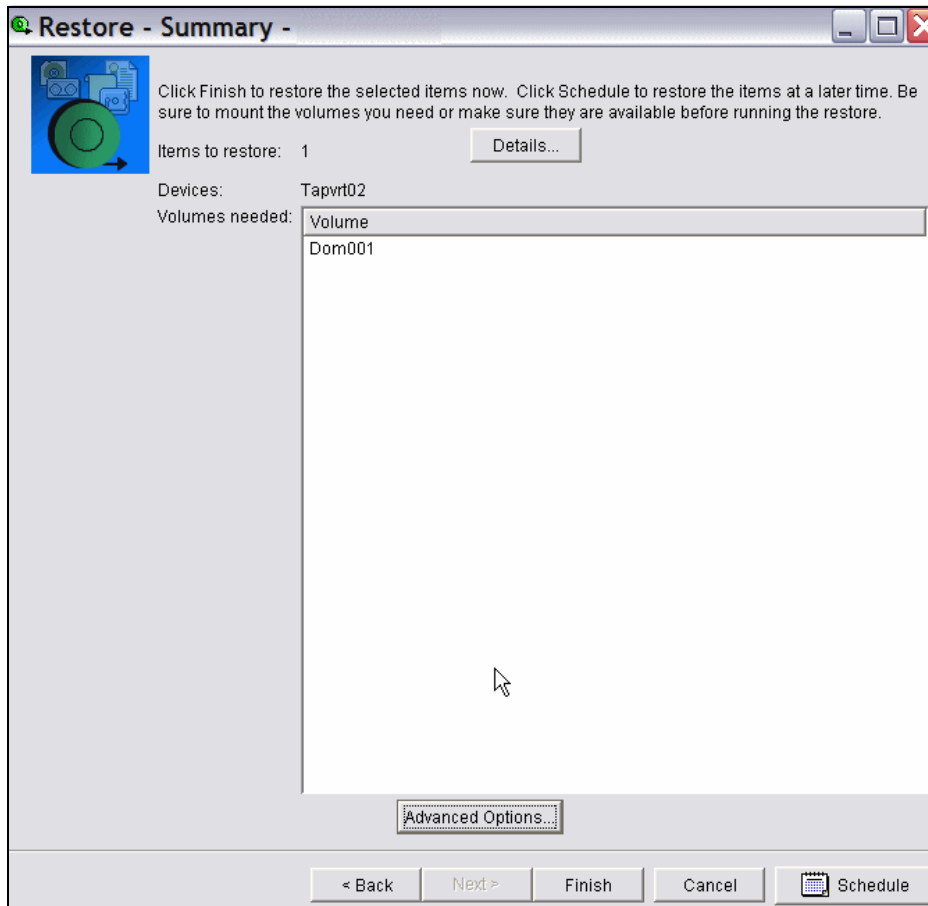 Restore - Summary -
Click Finish to restore the selected items now. Click Schedule to restore the items at a later time. Be
sure to mount the volumes you need or make sure they are available before running the restore.
Items to restore: 1
Details...
Devices: Tapvrt02
Volumes needed:
Volume
Dom001
Advanced Options...
< Back
Next >
Finish
Cancel
Schedule